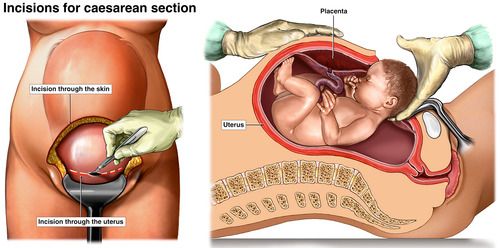 Incisions for caesarean section
Incision through the skin
Incision through the uterus
Placenta
Uterus